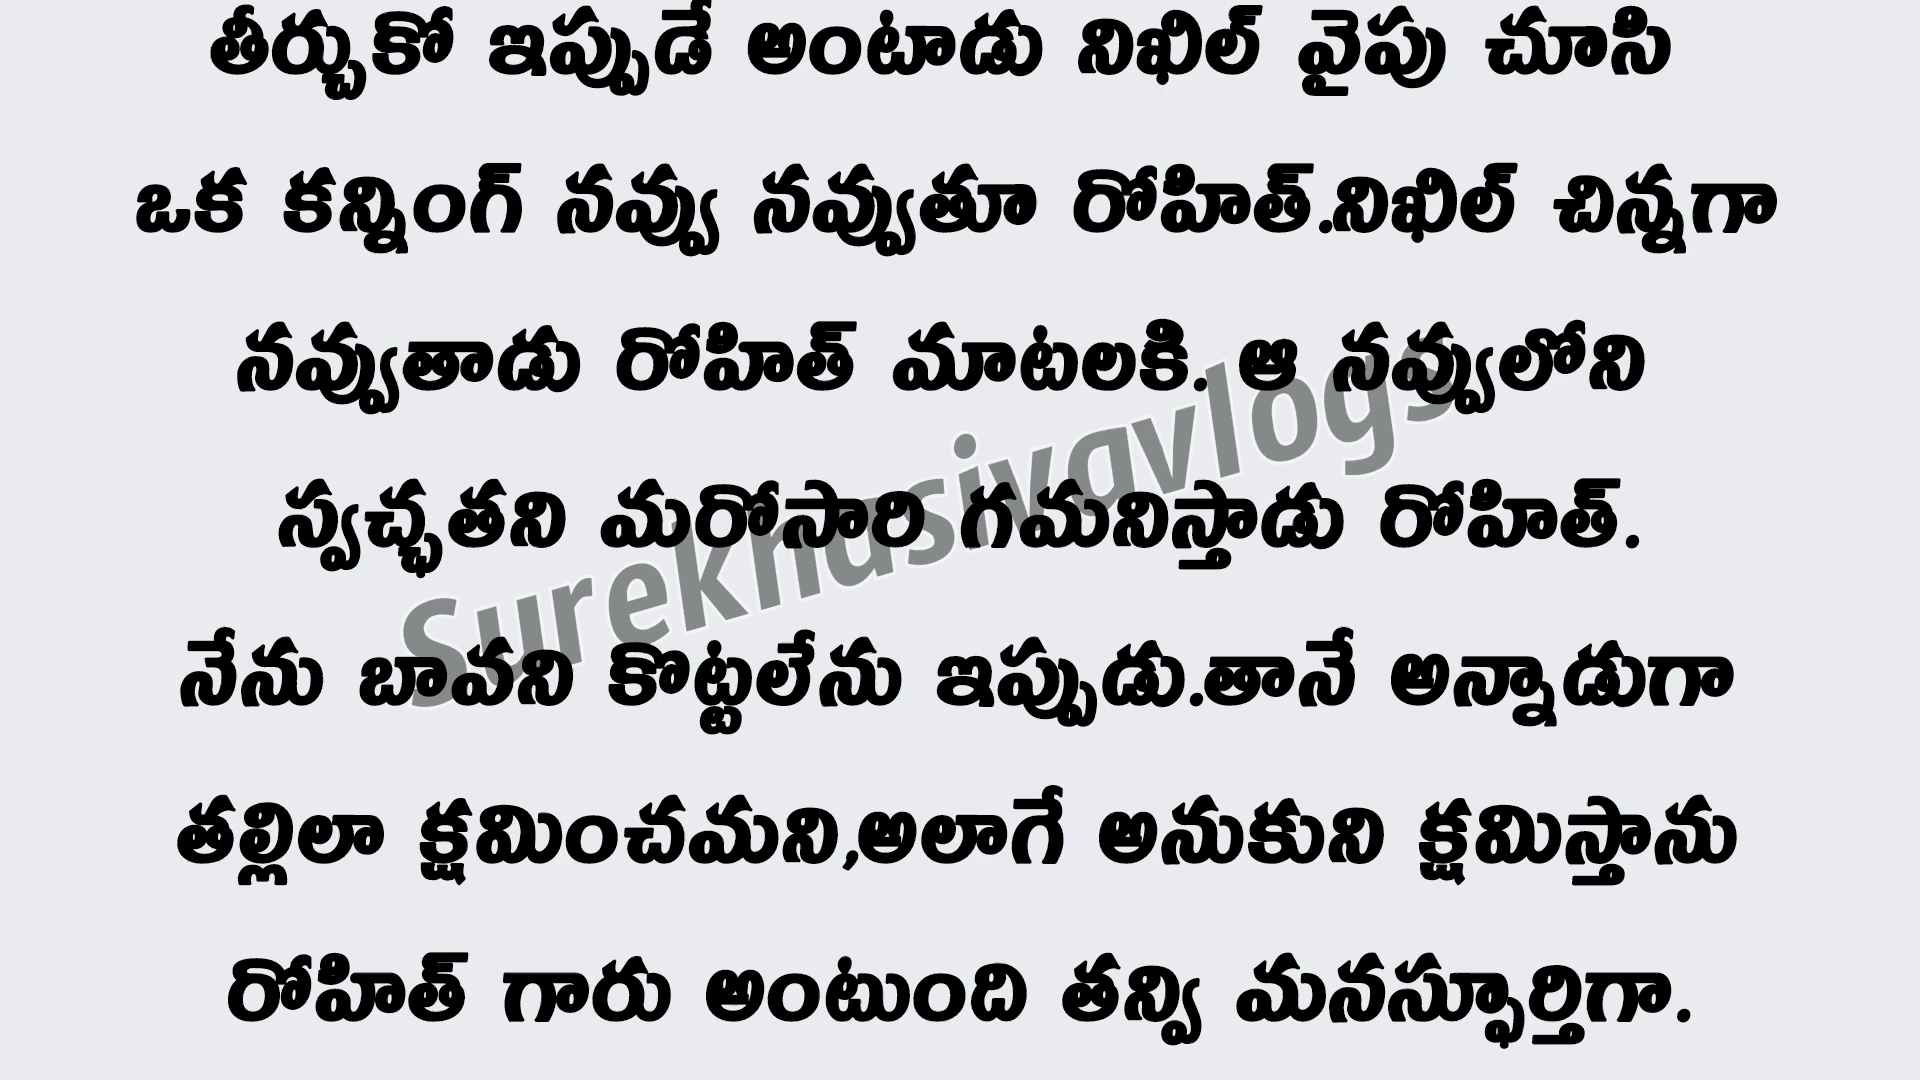 తీర్చుకో ఇప్పుడే అంటాడు నిఖిల్ వైపు చూసి
ఒక కన్నింగ్ నవ్వు నవ్వుతూ రోహిత్.నిఖిల్ చిన్నగా
నవ్వుతాడు రోహిత్ మాటలకి. ఆ నవ్వులోని
స్వచ్ఛతని మరోసారి గమనిస్తాడు రోహిత్.
నేను బావని కొట్టలేను ఇప్పుడు.తానే అన్నాడుగా
తల్లిలా క్షమించమని,అలాగే అనుకుని క్షమిస్తాను
రోహిత్ గారు అంటుంది తన్వి మనస్ఫూర్తిగా.
Surekhasivavlogs